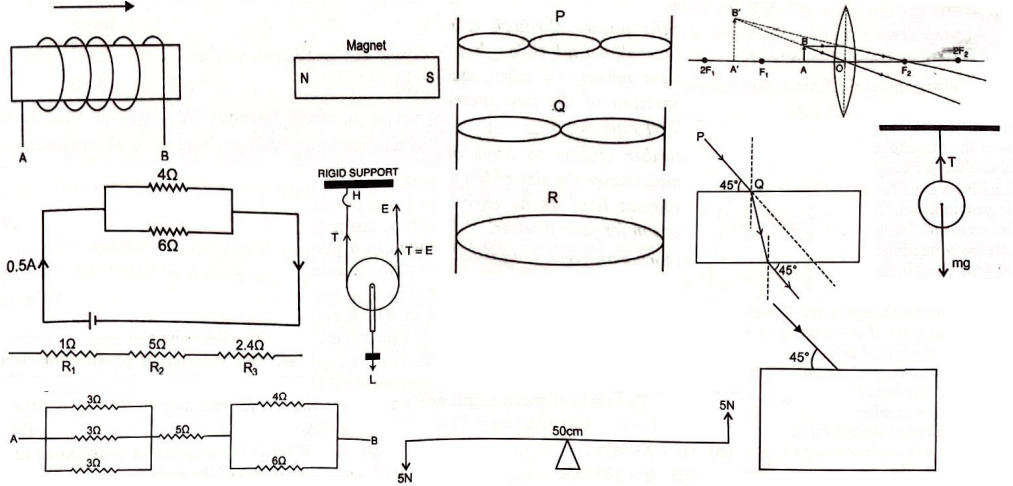 A
B
Magnet
N
S
P
Q
R
B'
B
2F₁
A'
F₁
A
O
F₂
2F₂
P
45°
Q
45°
T
mg
4Ω
6Ω
0.5A
RIGID SUPPORT
H
E
T
T = E
L
1Ω
5Ω
2.4Ω
R₁
R₂
R₃
45°
3Ω
4Ω
A
3Ω
5Ω
B
3Ω
6Ω
50cm
5N
5N